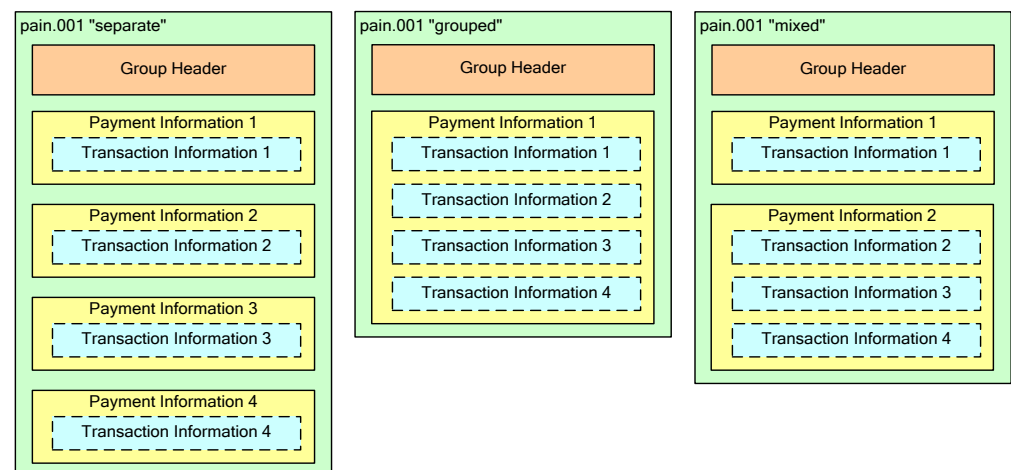 pain.001 "separate"
Group Header
Payment Information 1
Transaction Information 1
Payment Information 2
Transaction Information 2
Payment Information 3
Transaction Information 3
Payment Information 4
Transaction Information 4
pain.001 "grouped"
Group Header
Payment Information 1
Transaction Information 1
Transaction Information 2
Transaction Information 3
Transaction Information 4
pain.001 "mixed"
Group Header
Payment Information 1
Transaction Information 1
Payment Information 2
Transaction Information 2
Transaction Information 3
Transaction Information 4